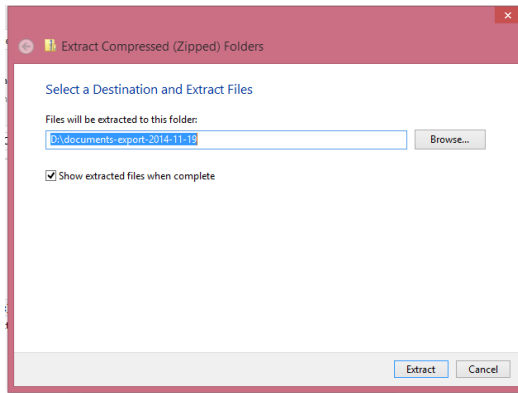 Extract Compressed (Zipped) Folders
Select a Destination and Extract Files
Files will be extracted to this folder:
D:\documents-export-2014-11-19
Browse...
Show extracted files when complete
Extract
Cancel